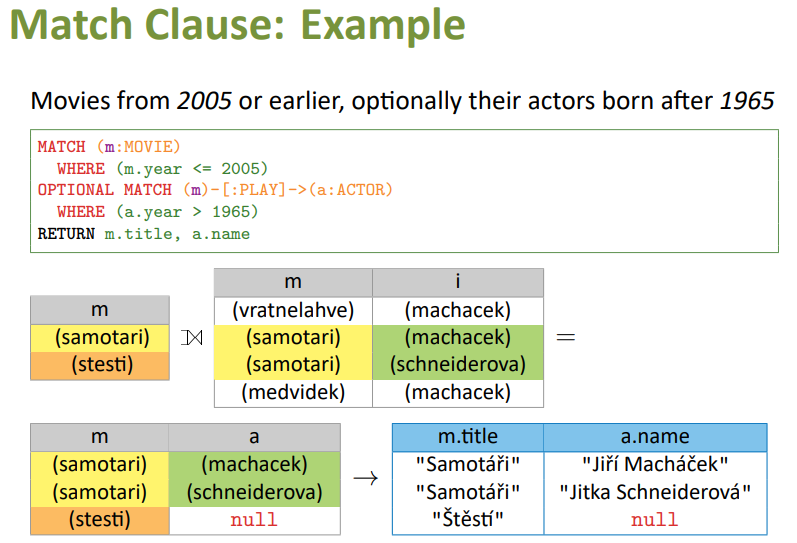 Match Clause: Example
Movies from 2005 or earlier, optionally their actors born after 1965
MATCH (m:MOVIE)
WHERE (m.year <= 2005)
OPTIONAL MATCH (m)-[:PLAY]->(a:ACTOR)
WHERE (a.year > 1965)
RETURN m.title, a.name
m
(samotari)
(stesti)
⟕
m i
(vratnelahve) (machacek)
(samotari) (machacek)
(samotari) (schneiderova)
(medvidek) (machacek)
=
m a
(samotari) (machacek)
(samotari) (schneiderova)
(stesti) null
→
m.title a.name
"Samotáři" "Jiří Macháček"
"Samotáři" "Jitka Schneiderová"
"Štěstí" null